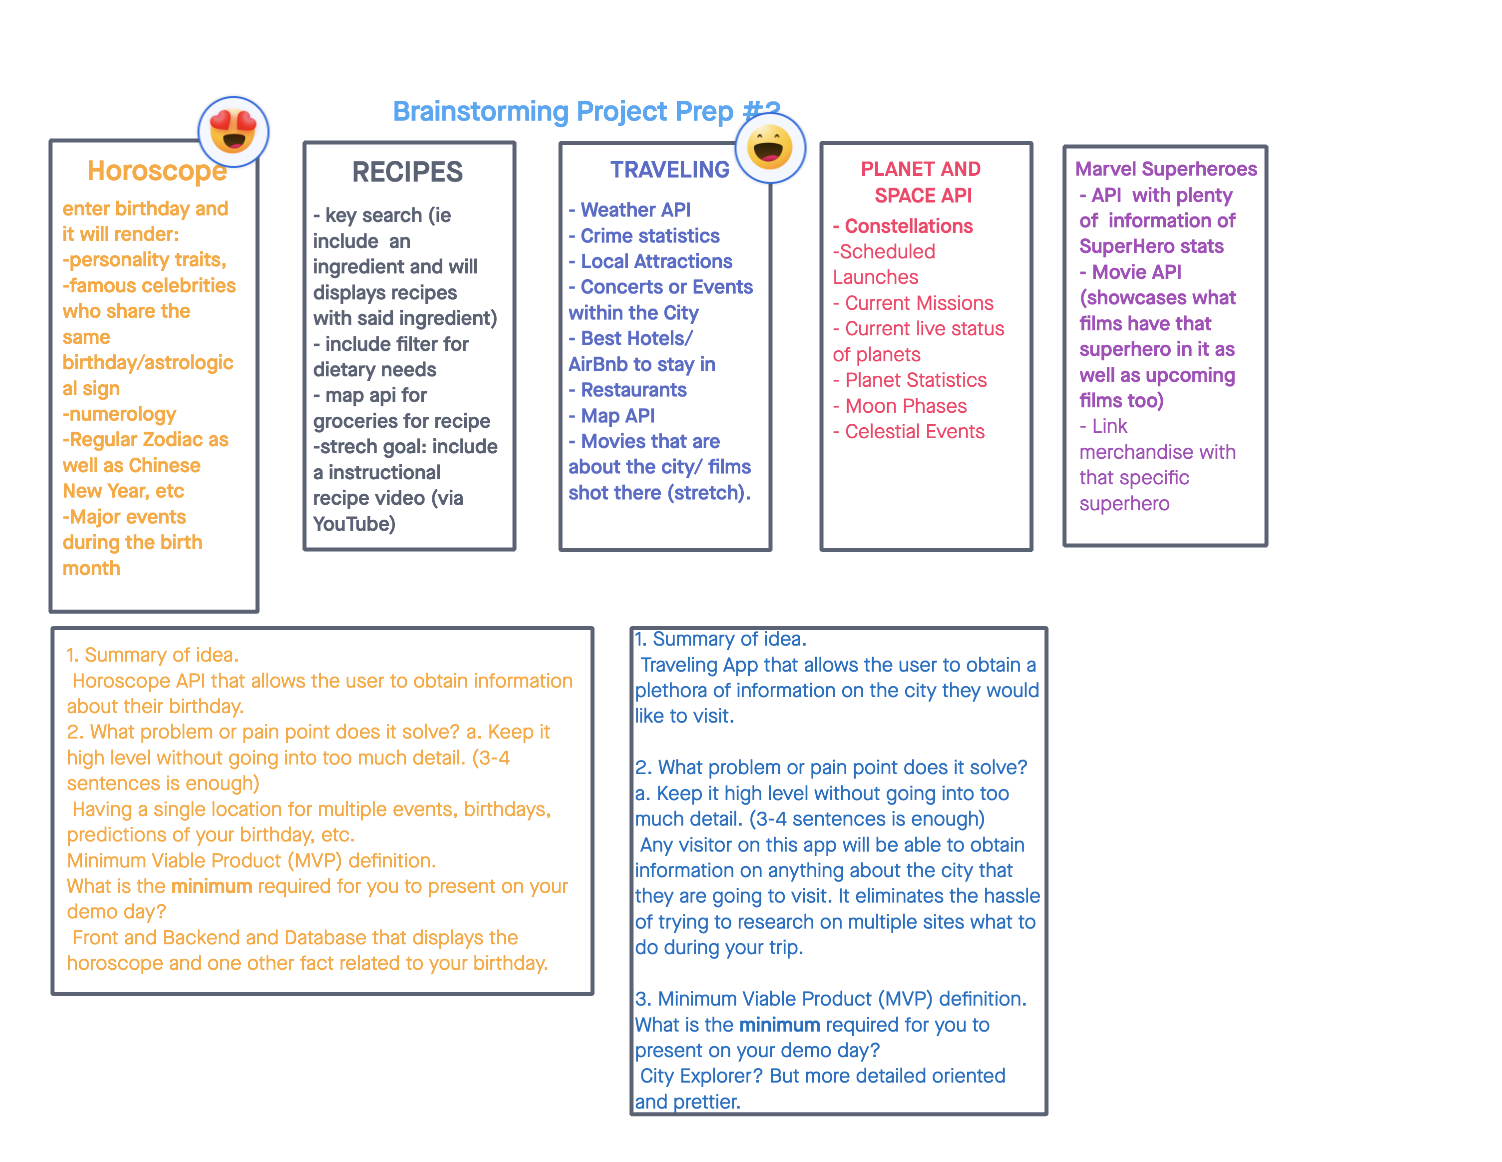 Brainstorming Project Prep #2
Horoscope
enter birthday and
it will render:
-personality traits,
-famous celebrities
who share the
same
birthday/astrologic
al sign
-numerology
-Regular Zodiac as
well as Chinese
New Year, etc
-Major events
during the birth
month
RECIPES
- key search (ie
include  an
ingredient and will
displays recipes
with said ingredient)
- include filter for
dietary needs
- map api for
groceries for recipe
-strech goal: include
a instructional
recipe video (via
YouTube)
TRAVELING
- Weather API
- Crime statistics
- Local Attractions
- Concerts or Events
within the City
- Best Hotels/
AirBnb to stay in
- Restaurants
- Map API
- Movies that are
about the city/ films
shot there (stretch).
PLANET AND
SPACE API
- Constellations
-Scheduled
Launches
- Current Missions
- Current live status
of planets
- Planet Statistics
- Moon Phases
- Celestial Events
Marvel Superheroes
- API  with plenty
of  information of
SuperHero stats
- Movie API
(showcases what
films have that
superhero in it as
well as upcoming
films too)
- Link
merchandise with
that specific
superhero
1. Summary of idea.
Horoscope API that allows the user to obtain information
about their birthday.
2. What problem or pain point does it solve? a. Keep it
high level without going into too much detail. (3-4
sentences is enough)
Having a single location for multiple events, birthdays,
predictions of your birthday, etc.
Minimum Viable Product (MVP) definition.
What is the minimum required for you to present on your
demo day?
Front and Backend and Database that displays the
horoscope and one other fact related to your birthday.
1. Summary of idea.
Traveling App that allows the user to obtain a
plethora of information on the city they would
like to visit.
2. What problem or pain point does it solve?
a. Keep it high level without going into too
much detail. (3-4 sentences is enough)
Any visitor on this app will be able to obtain
information on anything about the city that
they are going to visit. It eliminates the hassle
of trying to research on multiple sites what to
do during your trip.
3. Minimum Viable Product (MVP) definition.
What is the minimum required for you to
present on your demo day?
City Explorer? But more detailed oriented
and prettier.